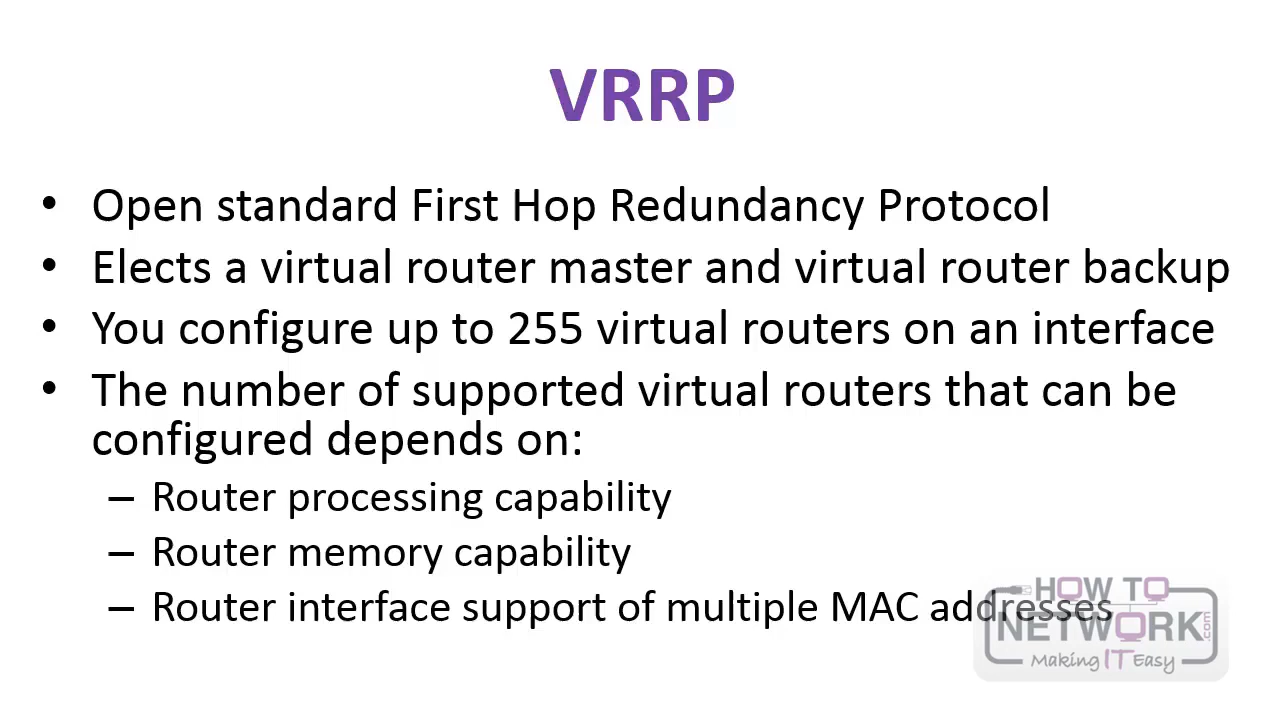 VRRP
• Open standard First Hop Redundancy Protocol
• Elects a virtual router master and virtual router backup
• You configure up to 255 virtual routers on an interface
• The number of supported virtual routers that can be
configured depends on:
– Router processing capability
– Router memory capability
– Router interface support of multiple MAC addresses
HOW TO
NETWORK.com
Making IT Easy